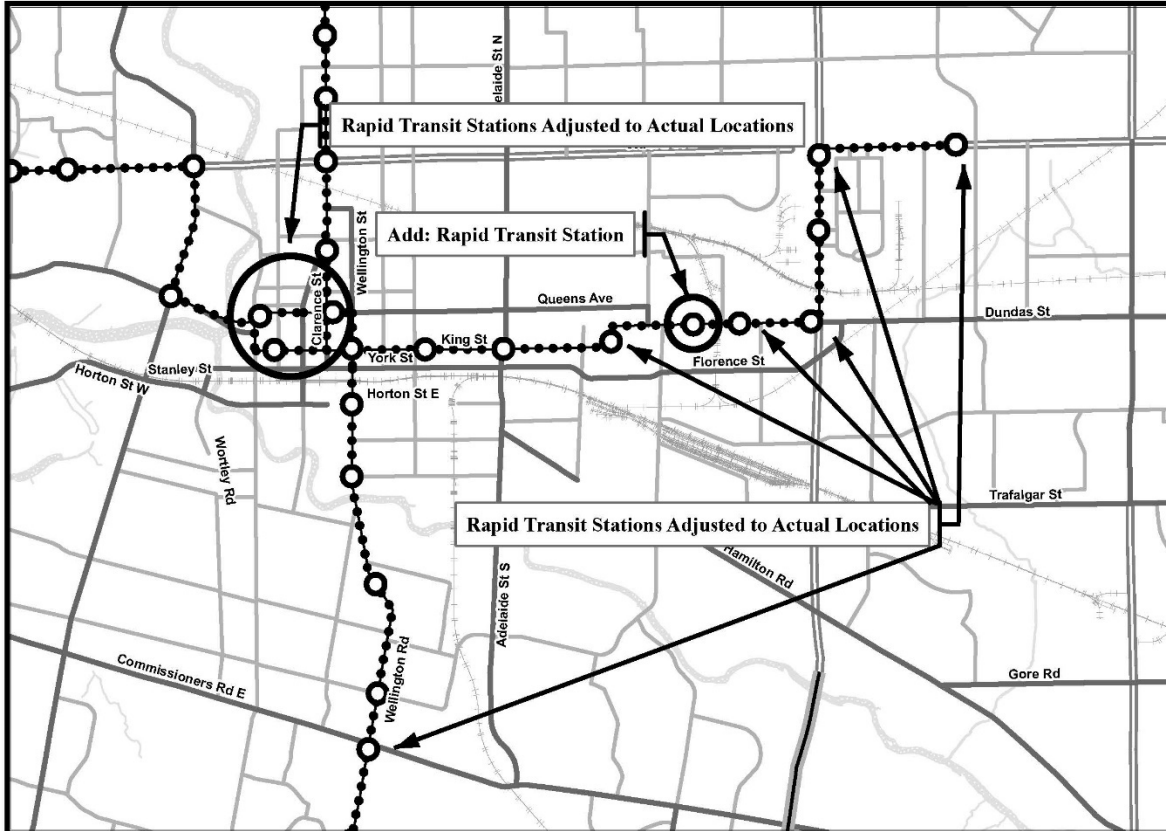 elaide St N
Rapid Transit Stations Adjusted to Actual Locations
Wellington St
Add: Rapid Transit Station
Clarence St
Queens Ave
Dundas St
King St
York St
Florence St
Stanley St
Horton St W
Horton St E
Wortley Rd
Trafalgar St
Rapid Transit Stations Adjusted to Actual Locations
Hamilton Rd
Adelaide St S
Commissioners Rd E
Wellington Rd
Gore Rd